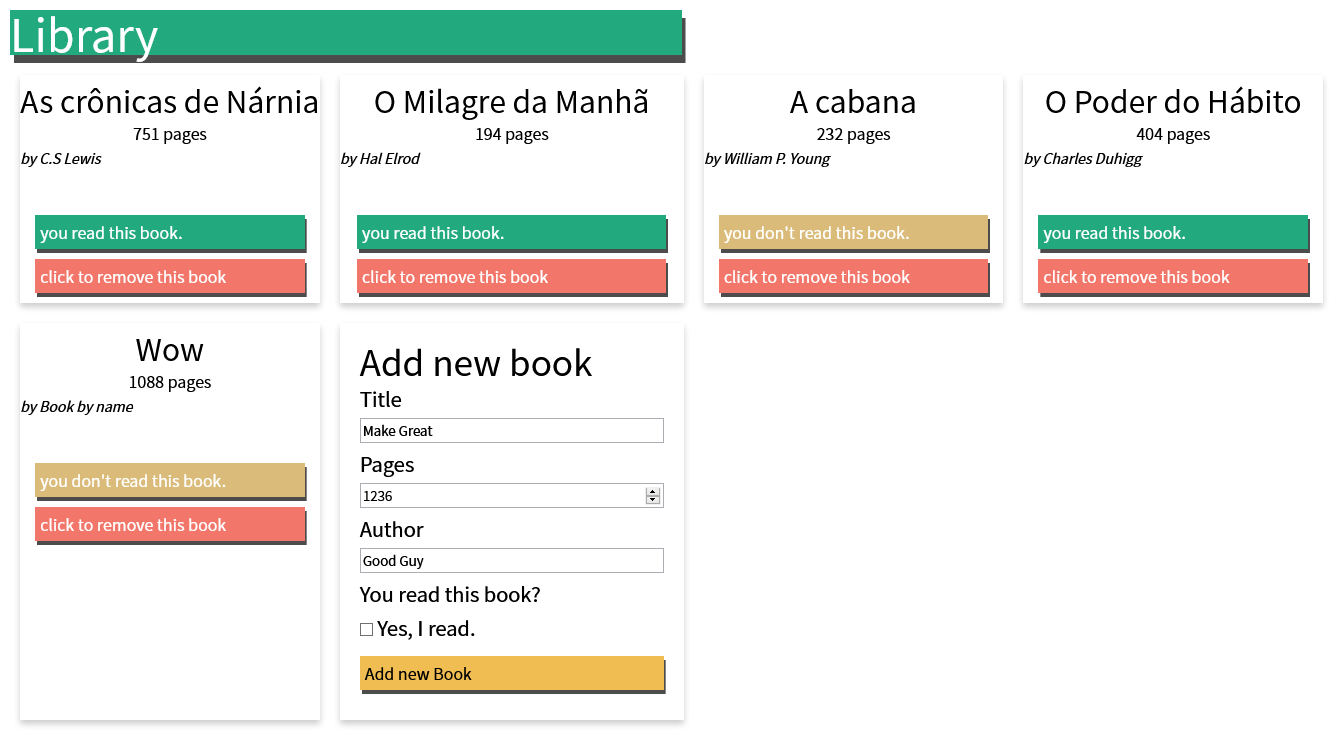 Library
As crônicas de Nárnia
751 pages
by C.S Lewis
you read this book.
click to remove this book
O Milagre da Manhã
194 pages
by Hal Elrod
you read this book.
click to remove this book
A cabana
232 pages
by William P. Young
you don't read this book.
click to remove this book
O Poder do Hábito
404 pages
by Charles Duhigg
you read this book.
click to remove this book
Wow
1088 pages
by Book by name
you don't read this book.
click to remove this book
Add new book
Title
Make Great
Pages
1236
Author
Good Guy
You read this book?
Yes, I read.
Add new Book